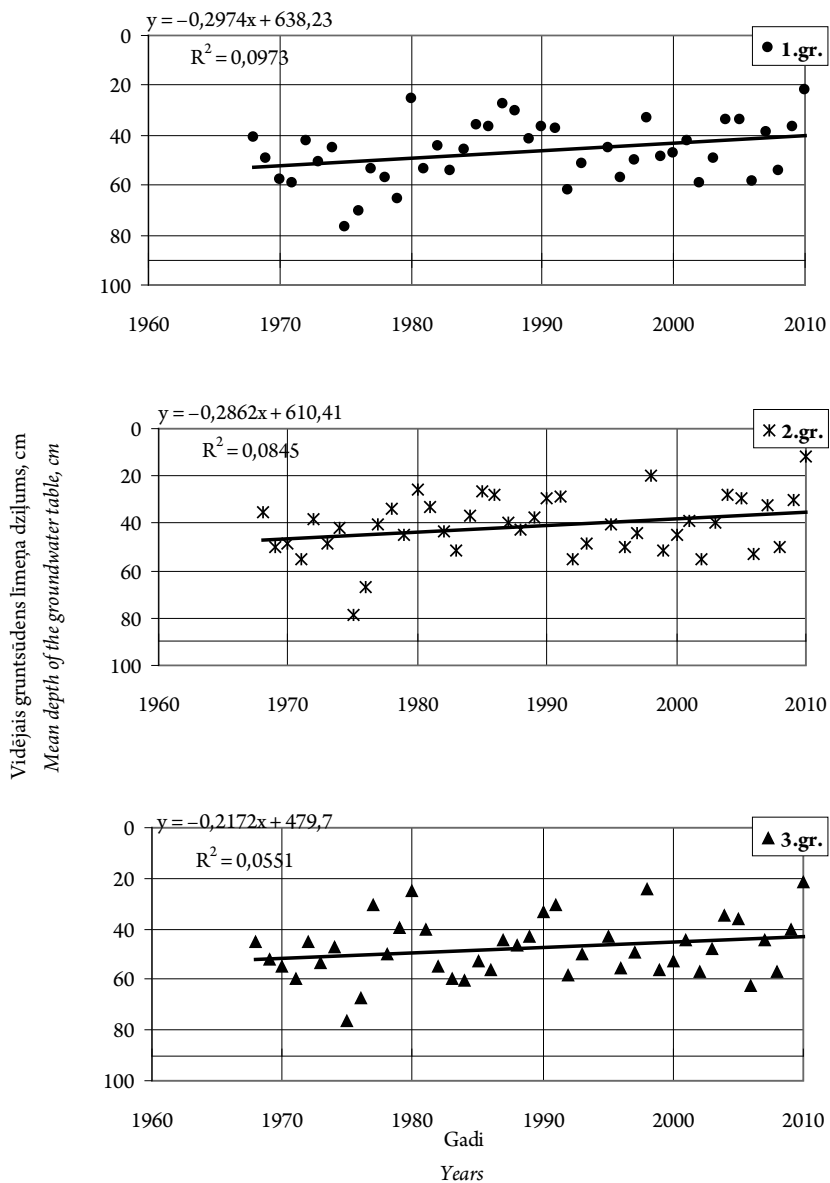 y = –0,2974x + 638,23
R² = 0,0973
1.gr.
0
20
40
60
80
100
1960 1970 1980 1990 2000 2010
y = –0,2862x + 610,41
R² = 0,0845
2.gr.
0
20
40
60
80
100
1960 1970 1980 1990 2000 2010
Vidējais gruntsūdens līmeņa dziļums, cm
Mean depth of the groundwater table, cm
y = –0,2172x + 479,7
R² = 0,0551
3.gr.
0
20
40
60
80
100
1960 1970 1980 1990 2000 2010
Gadi
Years